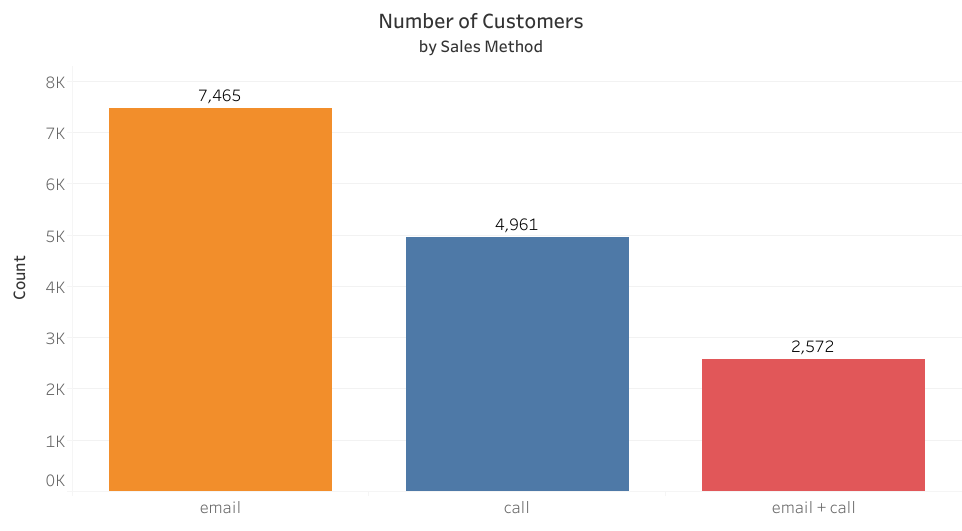 Number of Customers
by Sales Method
Count
8K
7K
6K
5K
4K
3K
2K
1K
0K
7,465
4,961
2,572
email
call
email + call